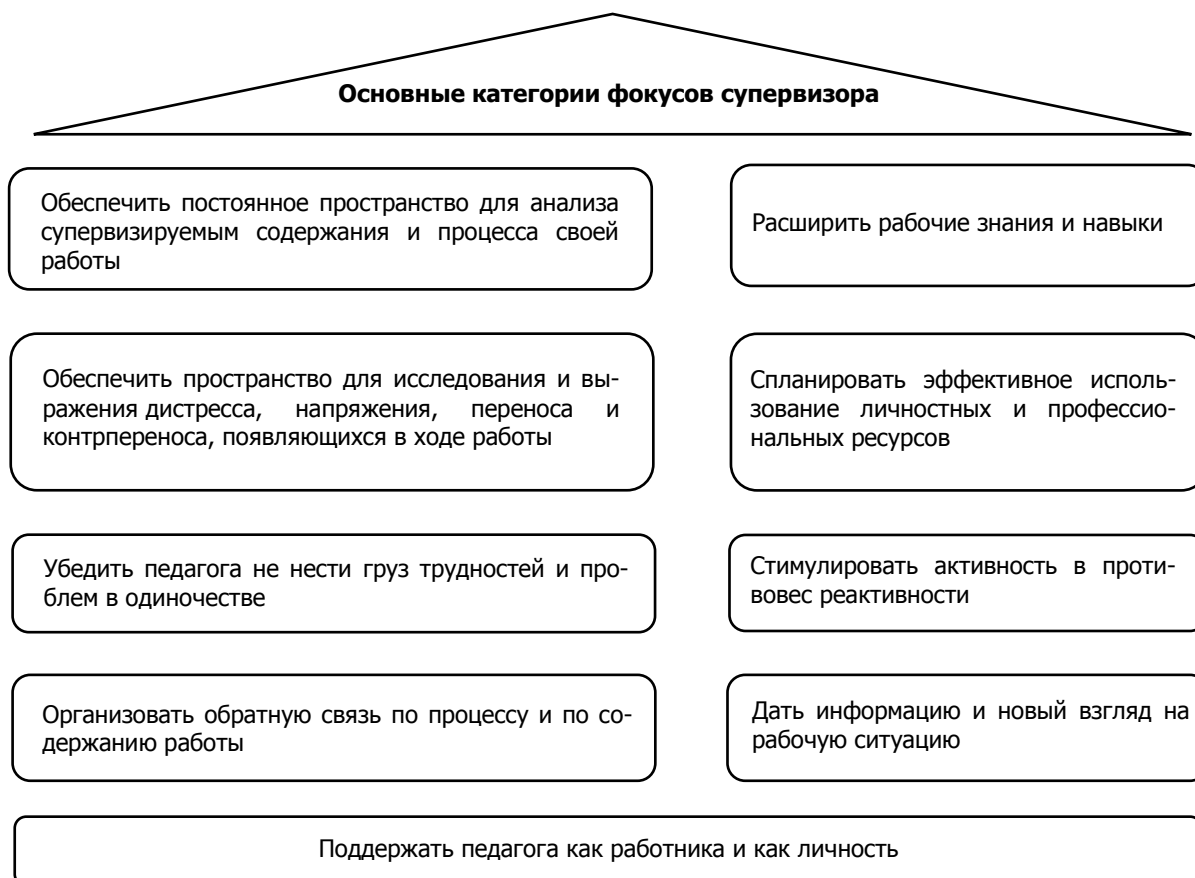 Основные категории фокусов супервизора
Обеспечить постоянное пространство для анализа
супервизируемым содержания и процесса своей
работы
Расширить рабочие знания и навыки
Обеспечить пространство для исследования и вы-
ражения дистресса, напряжения, переноса и
контрпереноса, появляющихся в ходе работы
Спланировать эффективное исполь-
зование личностных и профессио-
нальных ресурсов
Убедить педагога не нести груз трудностей и про-
блем в одиночестве
Стимулировать активность в проти-
вовес реактивности
Организовать обратную связь по процессу и по со-
держанию работы
Дать информацию и новый взгляд на
рабочую ситуацию
Поддержать педагога как работника и как личность